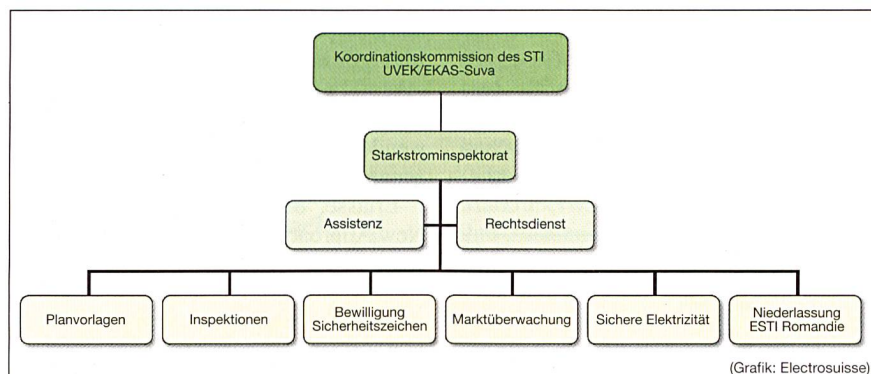 Koordinationskommission des STI
UVEK/EKAS-Suva
Starkstrominspektorat
Assistenz
Rechtsdienst
Planvorlagen
Inspektionen
Bewilligung
Sicherheitszeichen
Marktüberwachung
Sichere Elektrizität
Niederlassung
ESTI Romandie
(Grafik: Electrosuisse)